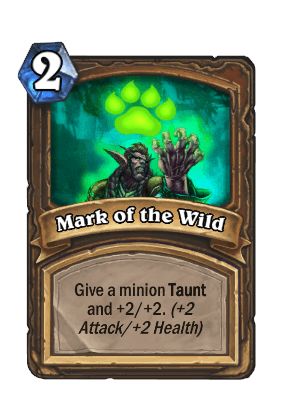 2
Mark of the Wild
Give a minion Taunt
and +2/+2. (+2
Attack/+2 Health)